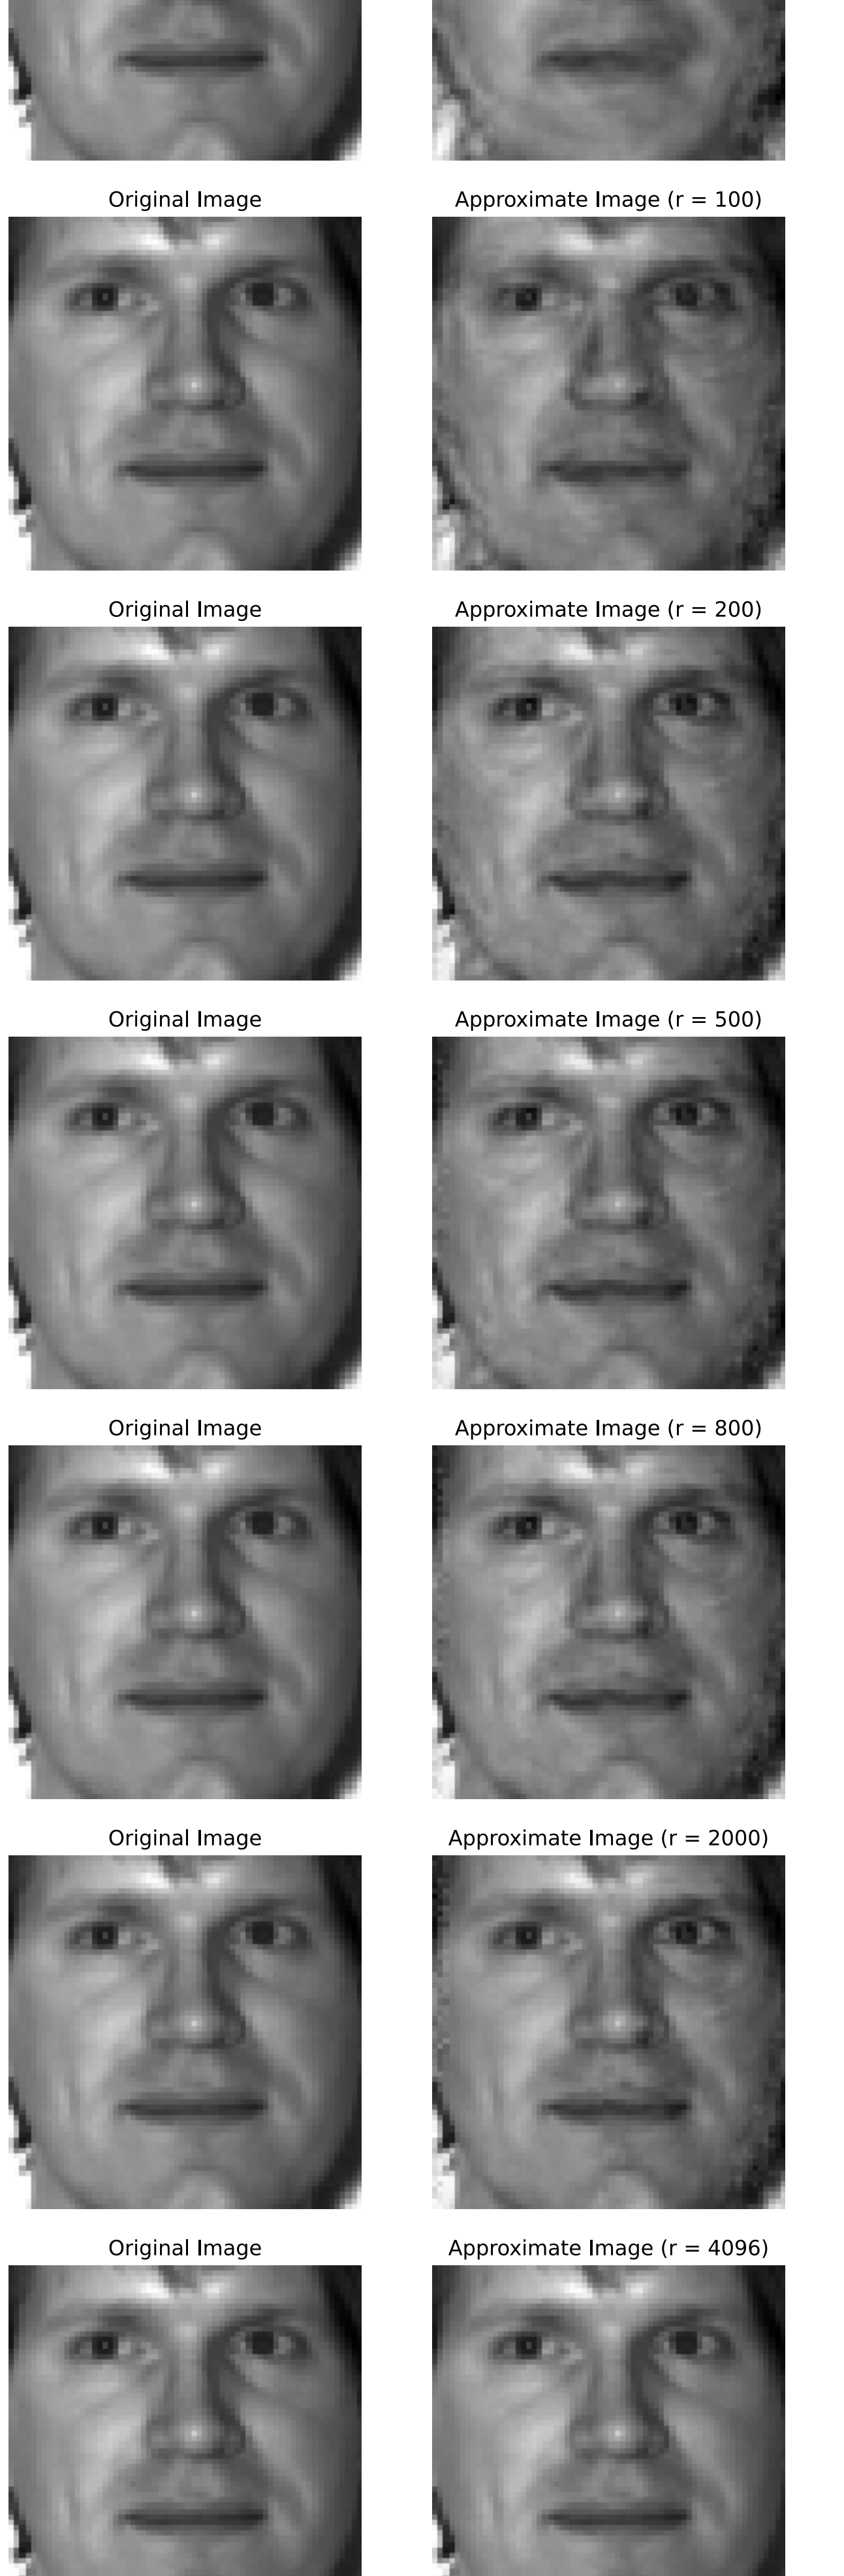 Original Image Approximate Image (r = 100)
Original Image Approximate Image (r = 200)
Original Image Approximate Image (r = 500)
Original Image Approximate Image (r = 800)
Original Image Approximate Image (r = 2000)
Original Image Approximate Image (r = 4096)